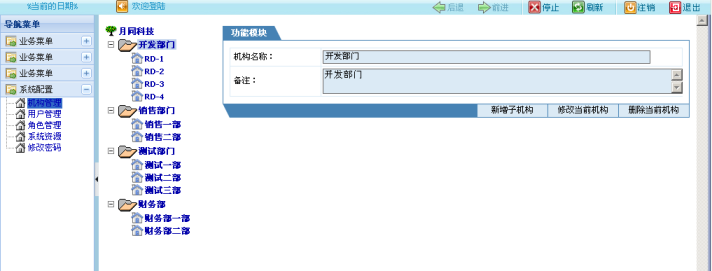 %当前的日期% 欢迎登陆 后退 前进 停止 刷新 注销 退出
导航菜单
业务菜单
业务菜单
业务菜单
系统配置
机构管理
用户管理
角色管理
系统资源
修改密码
月同科技
开发部门
RD-1
RD-2
RD-3
RD-4
销售部门
销售一部
销售二部
测试部门
测试一部
测试二部
测试三部
财务部
财务部一部
财务部二部
功能模块
机构名称： 开发部门
备注： 开发部门
新增子机构 修改当前机构 删除当前机构